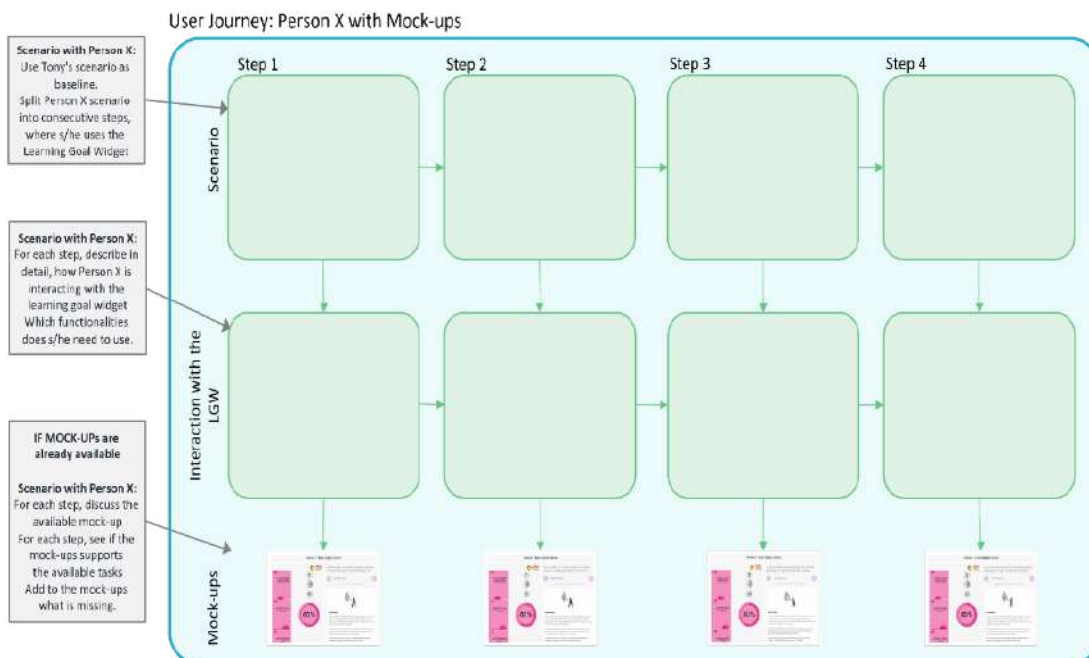 User Journey: Person X with Mock-ups
Scenario with Person X:
Use Tony's scenario as
baseline.
Split Person X scenario
into consecutive steps,
where s/he uses the
Learning Goal Widget
Scenario with Person X:
For each step, describe in
detail, how Person X is
interacting with the
learning goal widget
Which functionalities
does s/he need to use.
IF MOCK-UPs are
already available
Scenario with Person X:
For each step, discuss the
available mock-up
For each step, see if the
mock-ups supports
the available tasks
Add to the mock-ups
what is missing.
Step 1
Step 2
Step 3
Step 4
Scenario
Interaction with the
LGW
Mock-ups